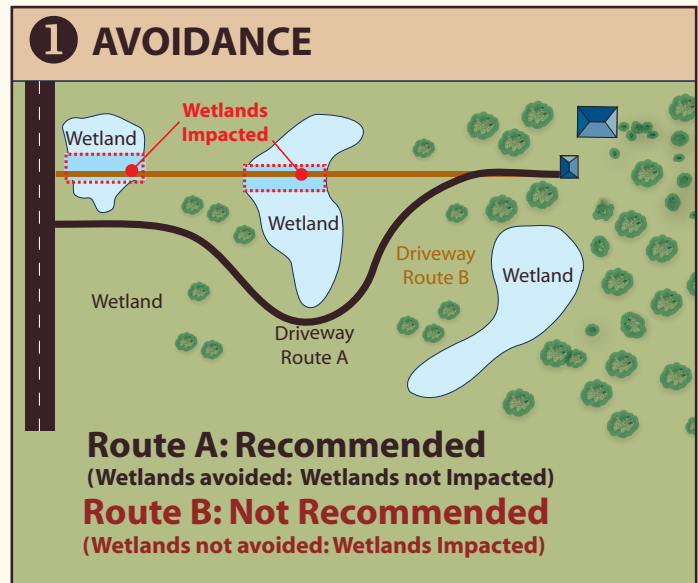 1 AVOIDANCE
Wetlands
Impacted
Wetland
Wetland
Driveway
Route B
Wetland
Wetland
Driveway
Route A
Route A: Recommended
(Wetlands avoided: Wetlands not Impacted)
Route B: Not Recommended
(Wetlands not avoided: Wetlands Impacted)